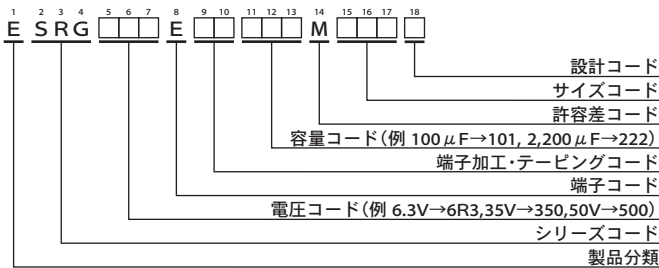 1 2 3 4 5 6 7 8 9 10 11 12 13 14 15 16 17 18
E SRG□□□E□□□□□M□□□□
設計コード
サイズコード
許容差コード
容量コード(例 100μF→101, 2,200μF→222)
端子加工・テーピングコード
端子コード
電圧コード(例 6.3V→6R3,35V→350,50V→500)
シリーズコード
製品分類